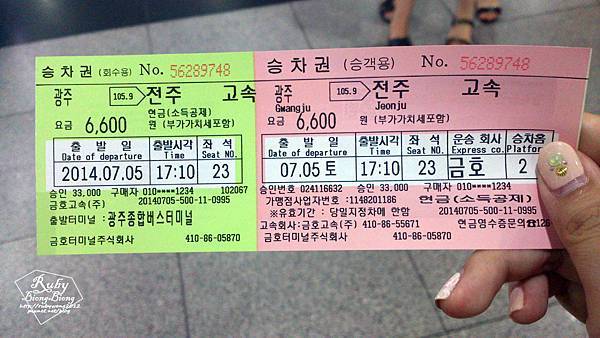 승차권 (회수용) No. 56289748
광주 105.9 전주 고속
현금(소득공제)
요금 6,600 원 (부가가치세포함)
출발일 출발시각 좌석
Date of departure Time Seat NO.
2014.07.05 17:10 23
승인 33,000 구매자 010****1234 102067
금호고속(주) 20140705-500-11-0995
출발터미널 : 광주종합버스터미널
금호터미널주식회사 410-86-05870
승차권 (승객용) No. 56289748
광주 105.9 전주 고속
Gwangju Jeonju
요금 6,600 원 (부가가치세포함)
출발일 출발시각 좌석 운송회사 승차홈
Date of departure Time Seat NO. Express co. Platfor
07.05 토 17:10 23 금호 2
승인번호 024116632 승인 33,000 구매자 010****1234
가맹점사업자번호 :1148201186 현금(소득공제)
※유효기간 : 당일지정차에 한함 20140705-500-11-0995
고속회사: 금호고속(주) 410-86-55671 현금영수증문의☎126
금호터미널주식회사 410-86-05870
Ruby
Biong Biong